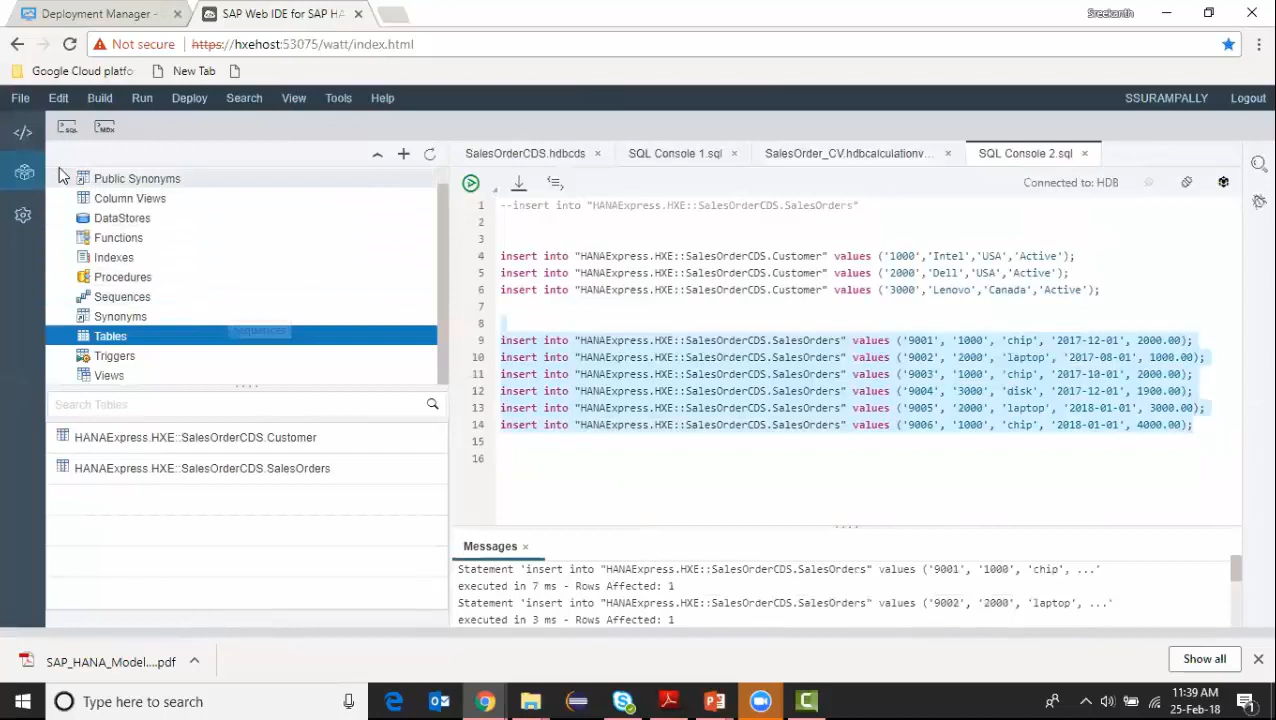 Deployment Manager -
SAP Web IDE for SAP HA
Sreekanth
Not secure
https://hxehost:53075/watt/index.html
Google Cloud platfo
New Tab
File Edit Build Run Deploy Search View Tools Help
SSURAMPALLY Logout
SQL
MDX
SalesOrderCDS.hdbcds
SQL Console 1.sql
SalesOrder_CV.hdbcalculationv...
SQL Console 2.sql
Connected to: HDB
Public Synonyms
Column Views
DataStores
Functions
Indexes
Procedures
Sequences
Synonyms
Sequences
Tables
Triggers
Views
Search Tables
HANAExpress.HXE::SalesOrderCDS.Customer
HANAExpress.HXE::SalesOrderCDS.SalesOrders
1 --insert into "HANAExpress.HXE::SalesOrderCDS.SalesOrders"
2
3
4 insert into "HANAExpress.HXE::SalesOrderCDS.Customer" values ('1000','Intel','USA','Active');
5 insert into "HANAExpress.HXE::SalesOrderCDS.Customer" values ('2000','Dell','USA','Active');
6 insert into "HANAExpress.HXE::SalesOrderCDS.Customer" values ('3000','Lenovo','Canada','Active');
7
8
9 insert into "HANAExpress.HXE::SalesOrderCDS.SalesOrders" values ('9001', '1000', 'chip', '2017-12-01', 2000.00);
10 insert into "HANAExpress.HXE::SalesOrderCDS.SalesOrders" values ('9002', '2000', 'laptop', '2017-08-01', 1000.00);
11 insert into "HANAExpress.HXE::SalesOrderCDS.SalesOrders" values ('9003', '1000', 'chip', '2017-10-01', 2000.00);
12 insert into "HANAExpress.HXE::SalesOrderCDS.SalesOrders" values ('9004', '3000', 'disk', '2017-12-01', 1900.00);
13 insert into "HANAExpress.HXE::SalesOrderCDS.SalesOrders" values ('9005', '2000', 'laptop', '2018-01-01', 3000.00);
14 insert into "HANAExpress.HXE::SalesOrderCDS.SalesOrders" values ('9006', '1000', 'chip', '2018-01-01', 4000.00);
15
16
Messages
Statement 'insert into "HANAExpress.HXE::SalesOrderCDS.SalesOrders" values ('9001', '1000', 'chip', ...'
executed in 7 ms - Rows Affected: 1
Statement 'insert into "HANAExpress.HXE::SalesOrderCDS.SalesOrders" values ('9002', '2000', 'laptop', ...'
executed in 3 ms - Rows Affected: 1
SAP_HANA_Model....pdf
Show all
Type here to search
11:39 AM
25-Feb-18